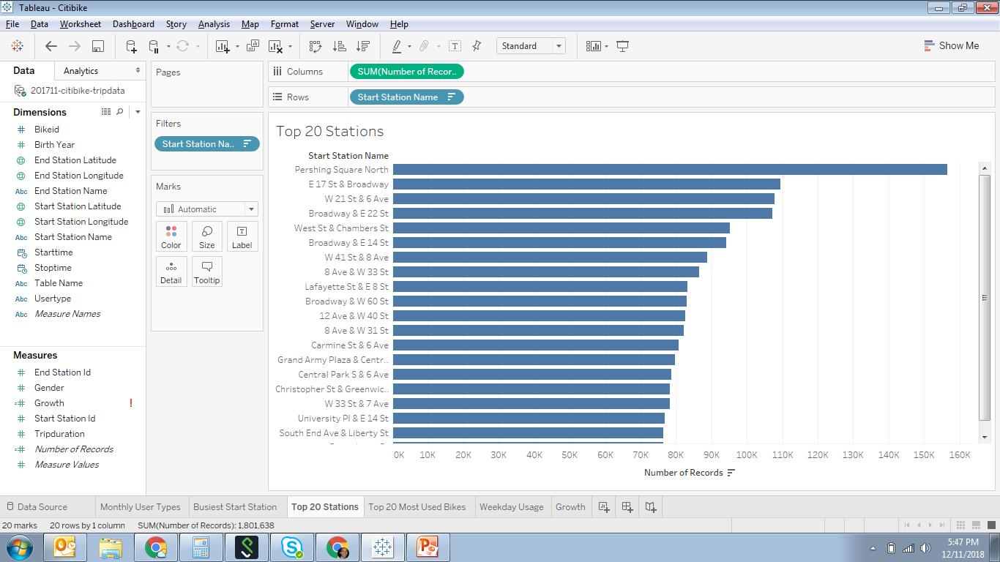 Tableau - Citibike
File Data Worksheet Dashboard Story Analysis Map Format Server Window Help
Standard
Show Me
Data
Analytics
201711-citibike-tripdata
Dimensions
Bikeid
Birth Year
End Station Latitude
End Station Longitude
Abc End Station Name
Start Station Latitude
Start Station Longitude
Abc Start Station Name
Starttime
Stoptime
Abc Table Name
Abc Usertype
Abc Measure Names
Measures
End Station Id
Gender
Growth !
Start Station Id
Tripduration
Number of Records
Measure Values
Pages
Filters
Start Station Na..
Marks
Automatic
Color Size Label
Detail Tooltip
Columns SUM(Number of Recor..
Rows Start Station Name
Top 20 Stations
Start Station Name
Pershing Square North
E 17 St & Broadway
W 21 St & 6 Ave
Broadway & E 22 St
West St & Chambers St
Broadway & E 14 St
W 41 St & 8 Ave
8 Ave & W 33 St
Lafayette St & E 8 St
Broadway & W 60 St
12 Ave & W 40 St
8 Ave & W 31 St
Carmine St & 6 Ave
Grand Army Plaza & Centr..
Central Park S & 6 Ave
Christopher St & Greenwic..
W 33 St & 7 Ave
University Pl & E 14 St
South End Ave & Liberty St
0K 10K 20K 30K 40K 50K 60K 70K 80K 90K 100K 110K 120K 130K 140K 150K 160K
Number of Records
Data Source Monthly User Types Busiest Start Station Top 20 Stations Top 20 Most Used Bikes Weekday Usage Growth
20 marks 20 rows by 1 column SUM(Number of Records): 1,801,638
5:47 PM
12/11/2018